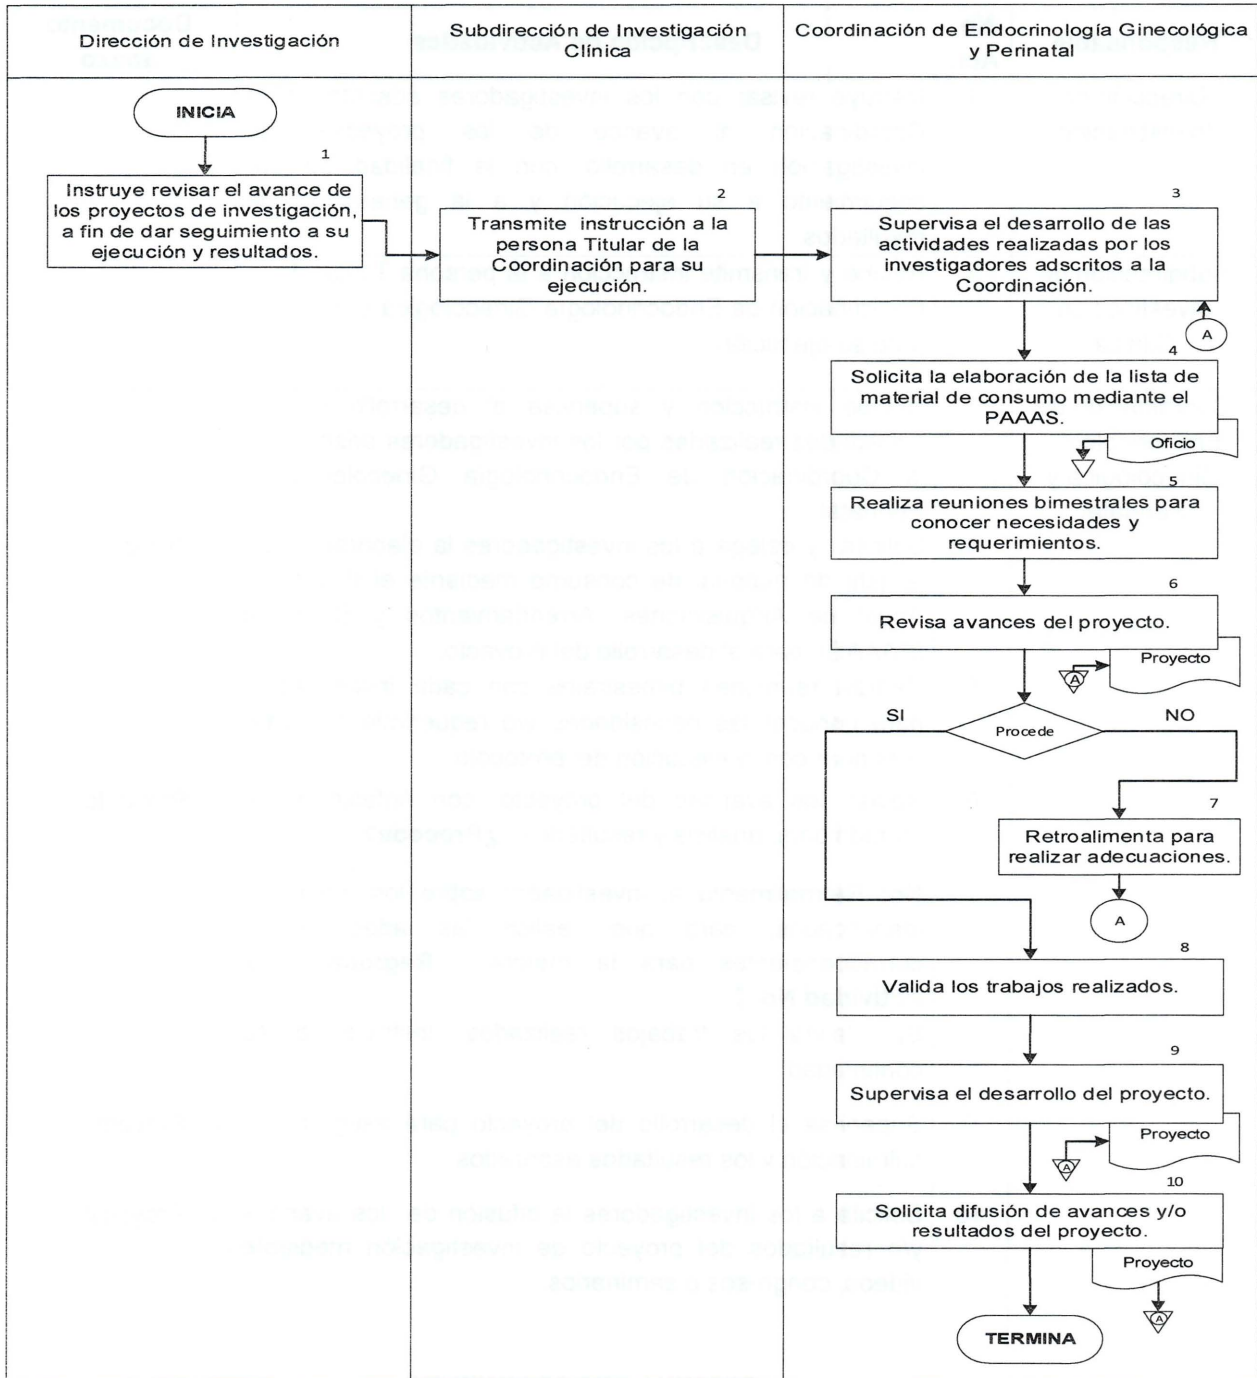 Dirección de Investigación
Subdirección de Investigación
Clínica
Coordinación de Endocrinología Ginecológica
y Perinatal
INICIA
1
Instruye revisar el avance de
los proyectos de investigación,
a fin de dar seguimiento a su
ejecución y resultados.
2
Transmite instrucción a la
persona Titular de la
Coordinación para su
ejecución.
3
Supervisa el desarrollo de las
actividades realizadas por los
investigadores adscritos a la
Coordinación.
A
4
Solicita la elaboración de la lista de
material de consumo mediante el
PAAAS.
Oficio
5
Realiza reuniones bimestrales para
conocer necesidades y
requerimientos.
6
Revisa avances del proyecto.
Proyecto
A
SI
Procede
NO
7
Retroalimenta para
realizar adecuaciones.
A
8
Valida los trabajos realizados.
9
Supervisa el desarrollo del proyecto.
Proyecto
A
10
Solicita difusión de avances y/o
resultados del proyecto.
Proyecto
A
TERMINA